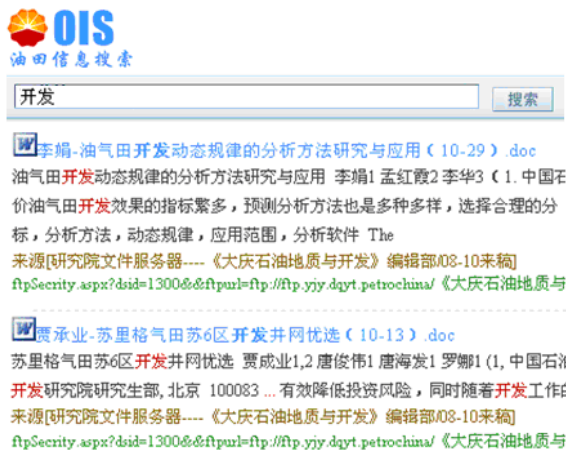 OIS
油田信息搜索
开发
搜索
李娟-油气田开发动态规律的分析方法研究与应用（10-29）.doc
油气田开发动态规律的分析方法研究与应用 李娟1 孟红霞2 李华3（1. 中国石
价油气田开发效果的指标繁多，预测分析方法也是多种多样，选择合理的分
标，分析方法，动态规律，应用范围，分析软件 The
来源[研究院文件服务器----《大庆石油地质与开发》编辑部/08-10来稿]
ftpSecrity.aspx?dsid=1300&&ftpurl=ftp://ftp.yjy.dqyt.petrochina/《大庆石油地质与
贾承业-苏里格气田苏6区开发井网优选（10-13）.doc
苏里格气田苏6区开发井网优选 贾成业1,2 唐俊伟1 唐海发1 罗娜1 (1, 中国石
开发研究院研究生部, 北京 100083 ... 有效降低投资风险，同时随着开发工作
来源[研究院文件服务器----《大庆石油地质与开发》编辑部/08-10来稿]
ftpSecrity.aspx?dsid=1300&&ftpurl=ftp://ftp.yjy.dqyt.petrochina/《大庆石油地质与